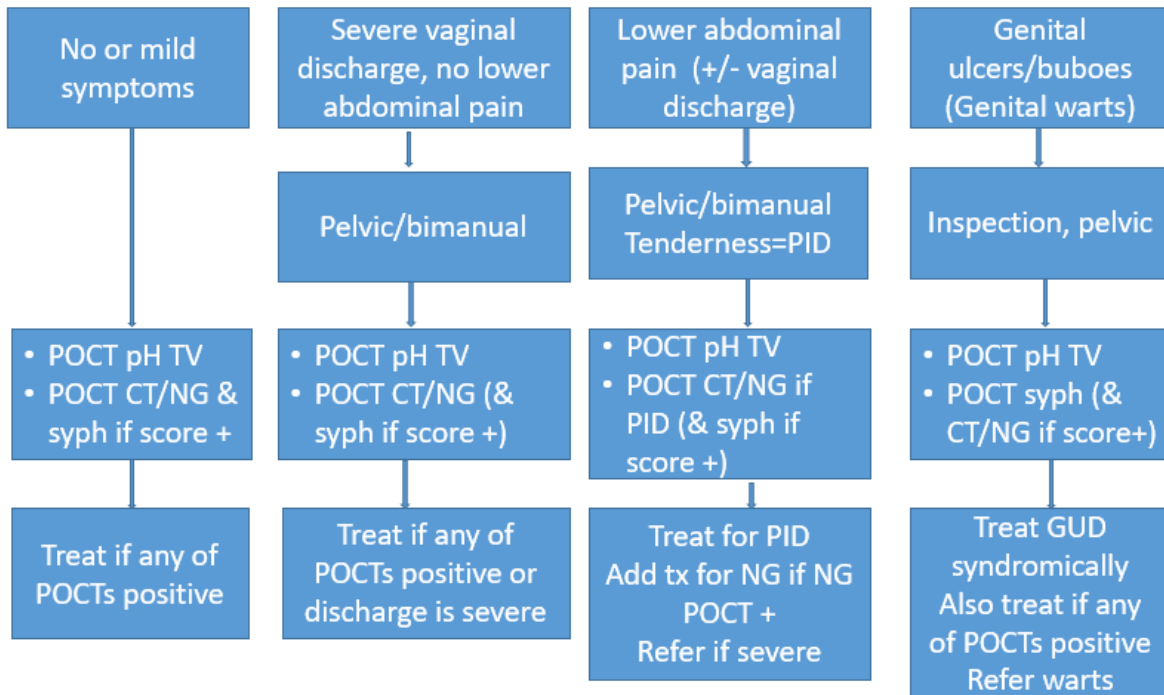 No or mild
symptoms
Severe vaginal
discharge, no lower
abdominal pain
Lower abdominal
pain (+/- vaginal
discharge)
Genital
ulcers/buboes
(Genital warts)
Pelvic/bimanual
Pelvic/bimanual
Tenderness=PID
Inspection, pelvic
• POCT pH TV
• POCT CT/NG &
syph if score +
• POCT pH TV
• POCT CT/NG (&
syph if score +)
• POCT pH TV
• POCT CT/NG if
PID (& syph if
score +)
• POCT pH TV
• POCT syph (&
CT/NG if score+)
Treat if any of
POCTs positive
Treat if any of
POCTs positive or
discharge is severe
Treat for PID
Add tx for NG if NG
POCT +
Refer if severe
Treat GUD
syndromically
Also treat if any
of POCTs positive
Refer warts